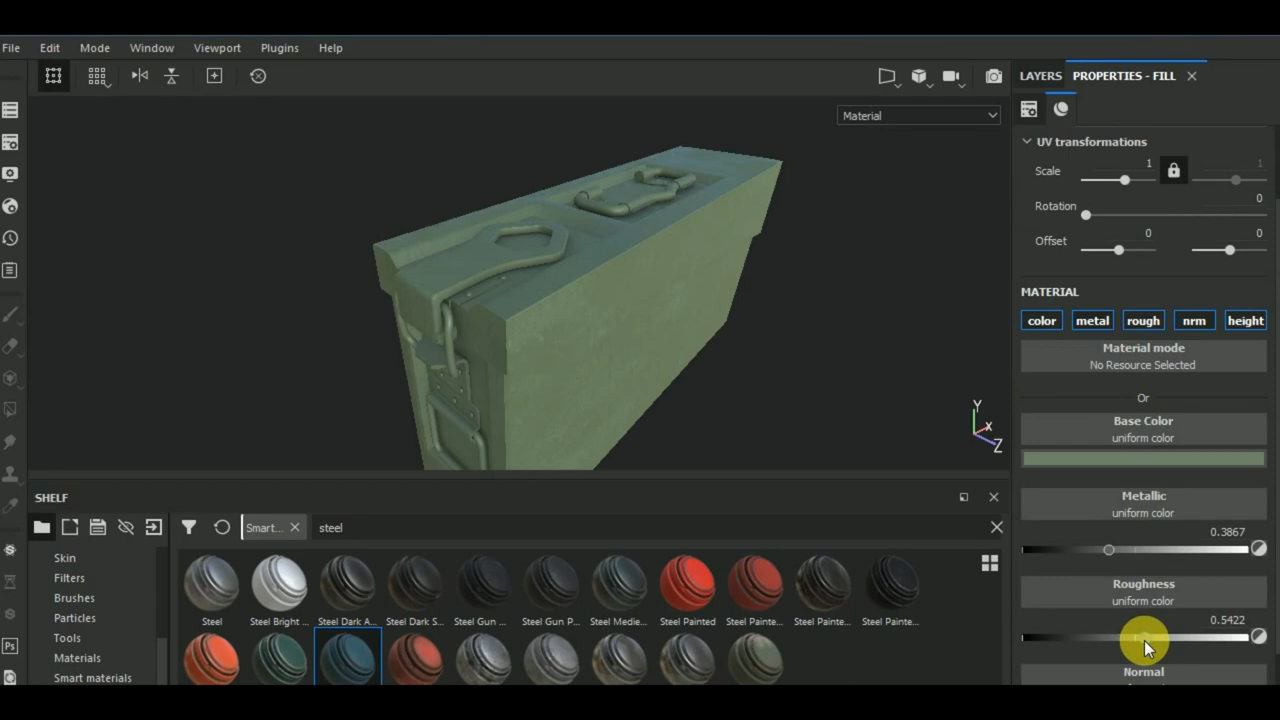 File Edit Mode Window Viewport Plugins Help
LAYERS PROPERTIES - FILL
Material
UV transformations
Scale 1 1
Rotation 0
Offset 0 0
MATERIAL
color metal rough nrm height
Material mode
No Resource Selected
Or
Base Color
uniform color
Metallic
uniform color
0.3867
Roughness
uniform color
0.5422
Normal
Y
X
Z
SHELF
Smart... steel
Skin
Filters
Brushes
Particles
Tools
Materials
Smart materials
Steel Steel Bright ... Steel Dark A... Steel Dark S... Steel Gun ... Steel Gun P... Steel Medie... Steel Painted Steel Painte... Steel Painte... Steel Painte...
Ps